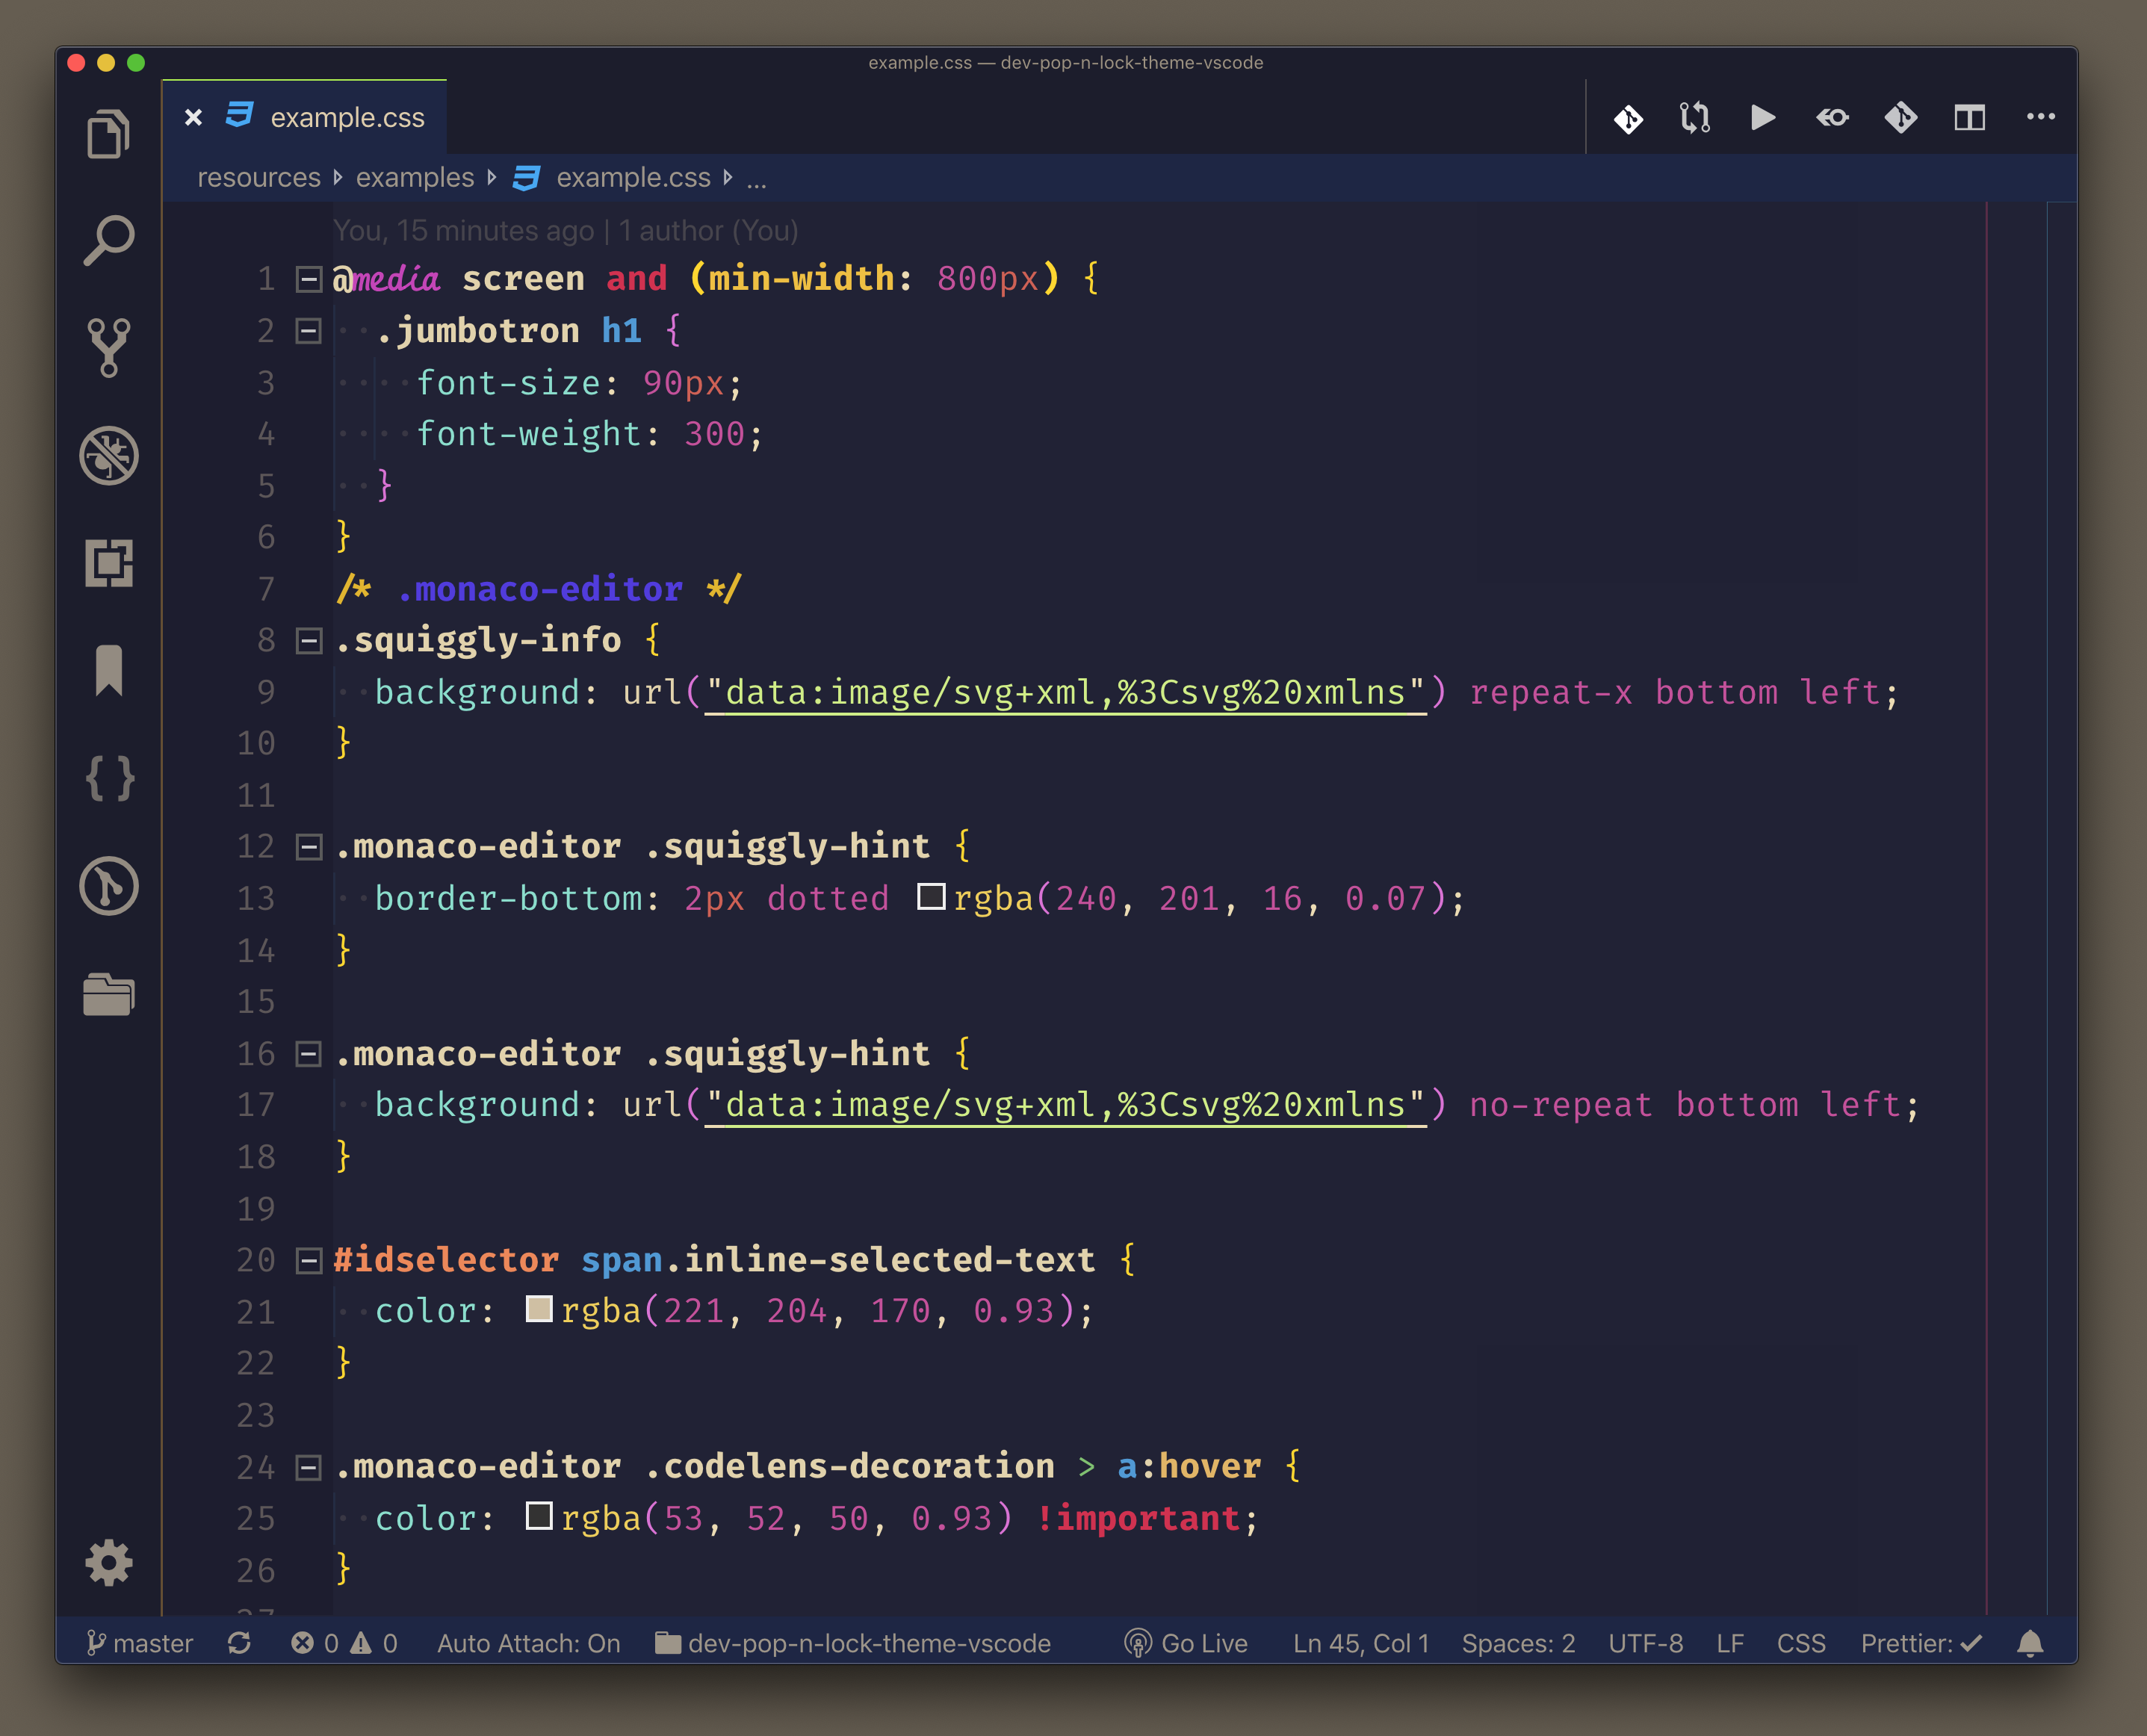 example.css — dev-pop-n-lock-theme-vscode
example.css
resources examples example.css ...
You, 15 minutes ago | 1 author (You)
1 @media screen and (min-width: 800px) {
2 .jumbotron h1 {
3 font-size: 90px;
4 font-weight: 300;
5 }
6 }
7 /* .monaco-editor */
8 .squiggly-info {
9 background: url("data:image/svg+xml,%3Csvg%20xmlns") repeat-x bottom left;
10 }
11
12 .monaco-editor .squiggly-hint {
13 border-bottom: 2px dotted rgba(240, 201, 16, 0.07);
14 }
15
16 .monaco-editor .squiggly-hint {
17 background: url("data:image/svg+xml,%3Csvg%20xmlns") no-repeat bottom left;
18 }
19
20 #idselector span.inline-selected-text {
21 color: rgba(221, 204, 170, 0.93);
22 }
23
24 .monaco-editor .codelens-decoration > a:hover {
25 color: rgba(53, 52, 50, 0.93) !important;
26 }
27
master 0 0 Auto Attach: On dev-pop-n-lock-theme-vscode Go Live Ln 45, Col 1 Spaces: 2 UTF-8 LF CSS Prettier: ✓